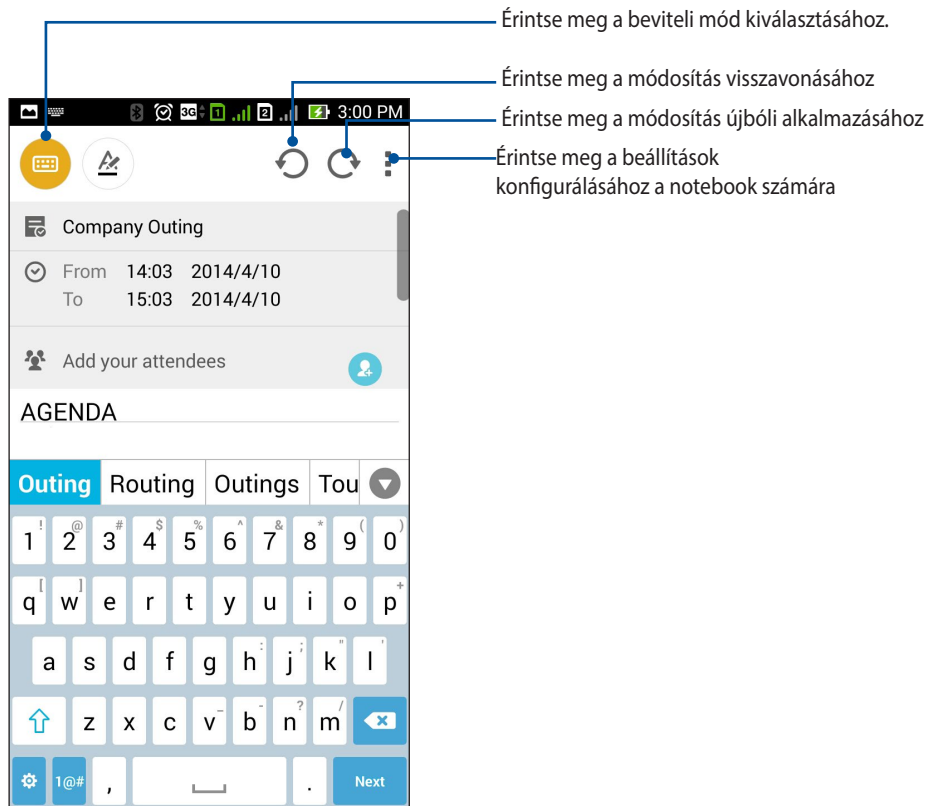 Érintse meg a beviteli mód kiválasztásához.
Érintse meg a módosítás visszavonásához
Érintse meg a módosítás újbóli alkalmazásához
Érintse meg a beállítások
konfigurálásához a notebook számára
3G 1 2 3:00 PM
Company Outing
From 14:03 2014/4/10
To 15:03 2014/4/10
Add your attendees
AGENDA
Outing Routing Outings Tou
! @ # $ % ^ & * ( )
1 2 3 4 5 6 7 8 9 0
[ ] +
q w e r t y u i o p
: ; " '
a s d f g h j k l
_ - ? /
z x c v b n m
1@# , . Next